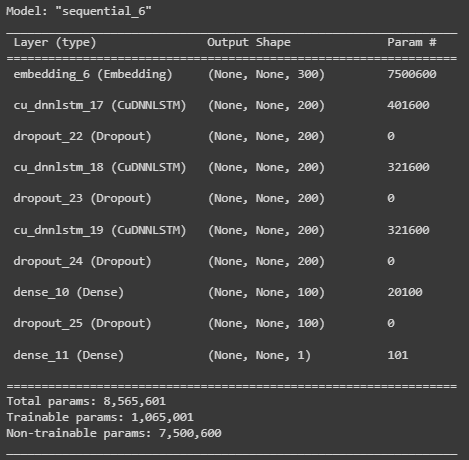 Model: "sequential_6"
Layer (type) Output Shape Param #
embedding_6 (Embedding) (None, None, 300) 7500600
cu_dnnlstm_17 (CuDNNLSTM) (None, None, 200) 401600
dropout_22 (Dropout) (None, None, 200) 0
cu_dnnlstm_18 (CuDNNLSTM) (None, None, 200) 321600
dropout_23 (Dropout) (None, None, 200) 0
cu_dnnlstm_19 (CuDNNLSTM) (None, None, 200) 321600
dropout_24 (Dropout) (None, None, 200) 0
dense_10 (Dense) (None, None, 100) 20100
dropout_25 (Dropout) (None, None, 100) 0
dense_11 (Dense) (None, None, 1) 101
Total params: 8,565,601
Trainable params: 1,065,001
Non-trainable params: 7,500,600